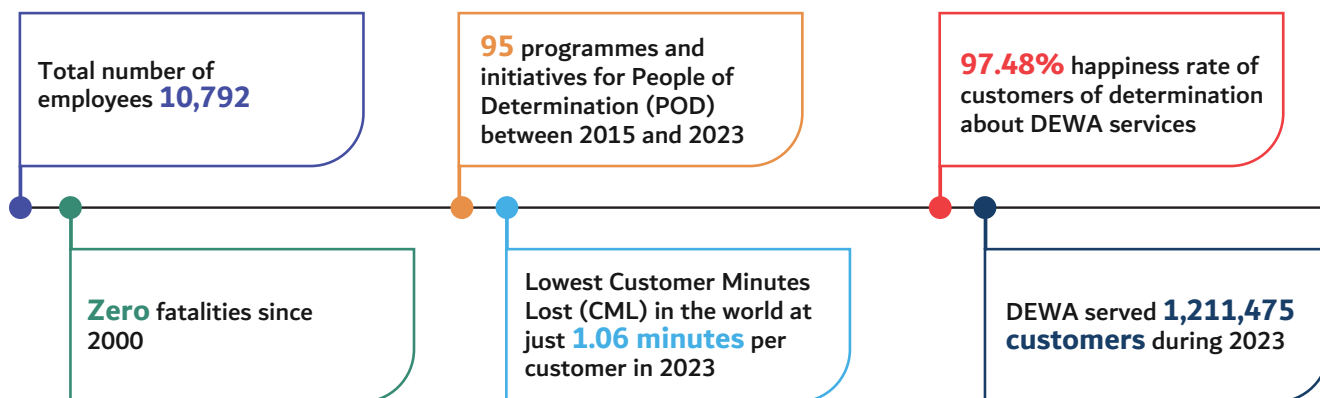 Total number of
employees 10,792
95 programmes and
initiatives for People of
Determination (POD)
between 2015 and 2023
97.48% happiness rate of
customers of determination
about DEWA services
Zero fatalities since
2000
Lowest Customer Minutes
Lost (CML) in the world at
just 1.06 minutes per
customer in 2023
DEWA served 1,211,475
customers during 2023